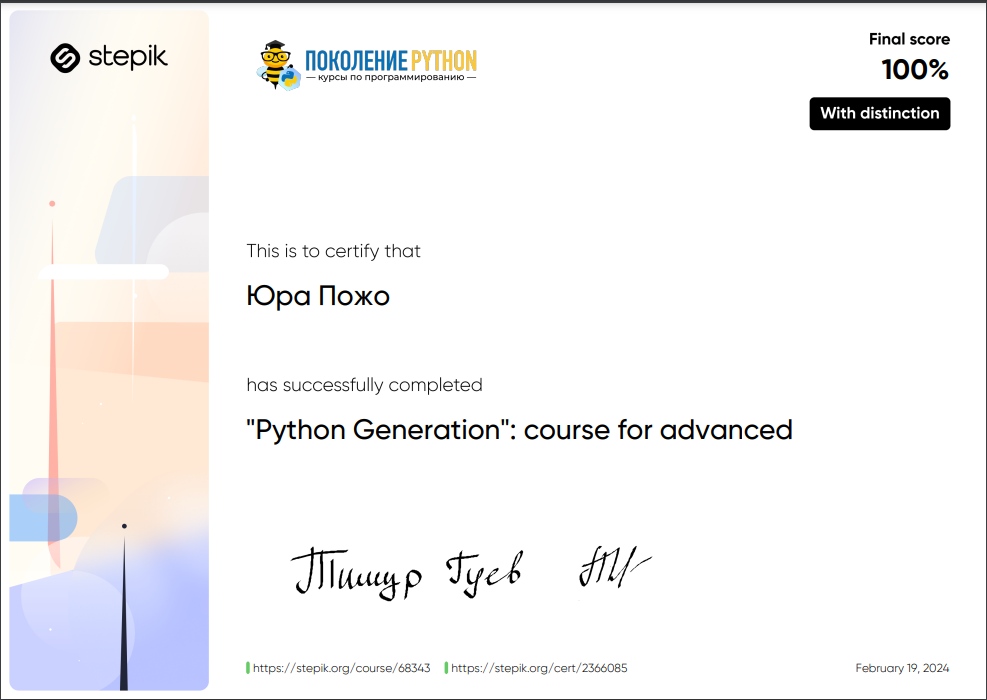 stepik
ПОКОЛЕНИЕ PYTHON
— курсы по программированию —
Final score
100%
With distinction
This is to certify that
Юра Пожо
has successfully completed
"Python Generation": course for advanced
Тимур Гуев
https://stepik.org/course/68343 https://stepik.org/cert/2366085
February 19, 2024